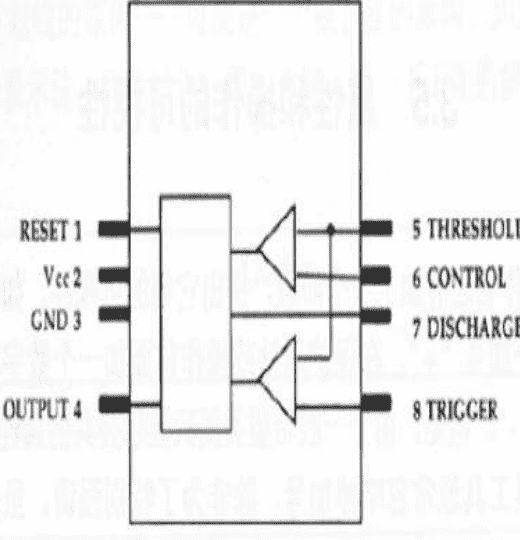 RESET 1
Vcc 2
GND 3
OUTPUT 4
5 THRESHOLD
6 CONTROL
7 DISCHARGE
8 TRIGGER